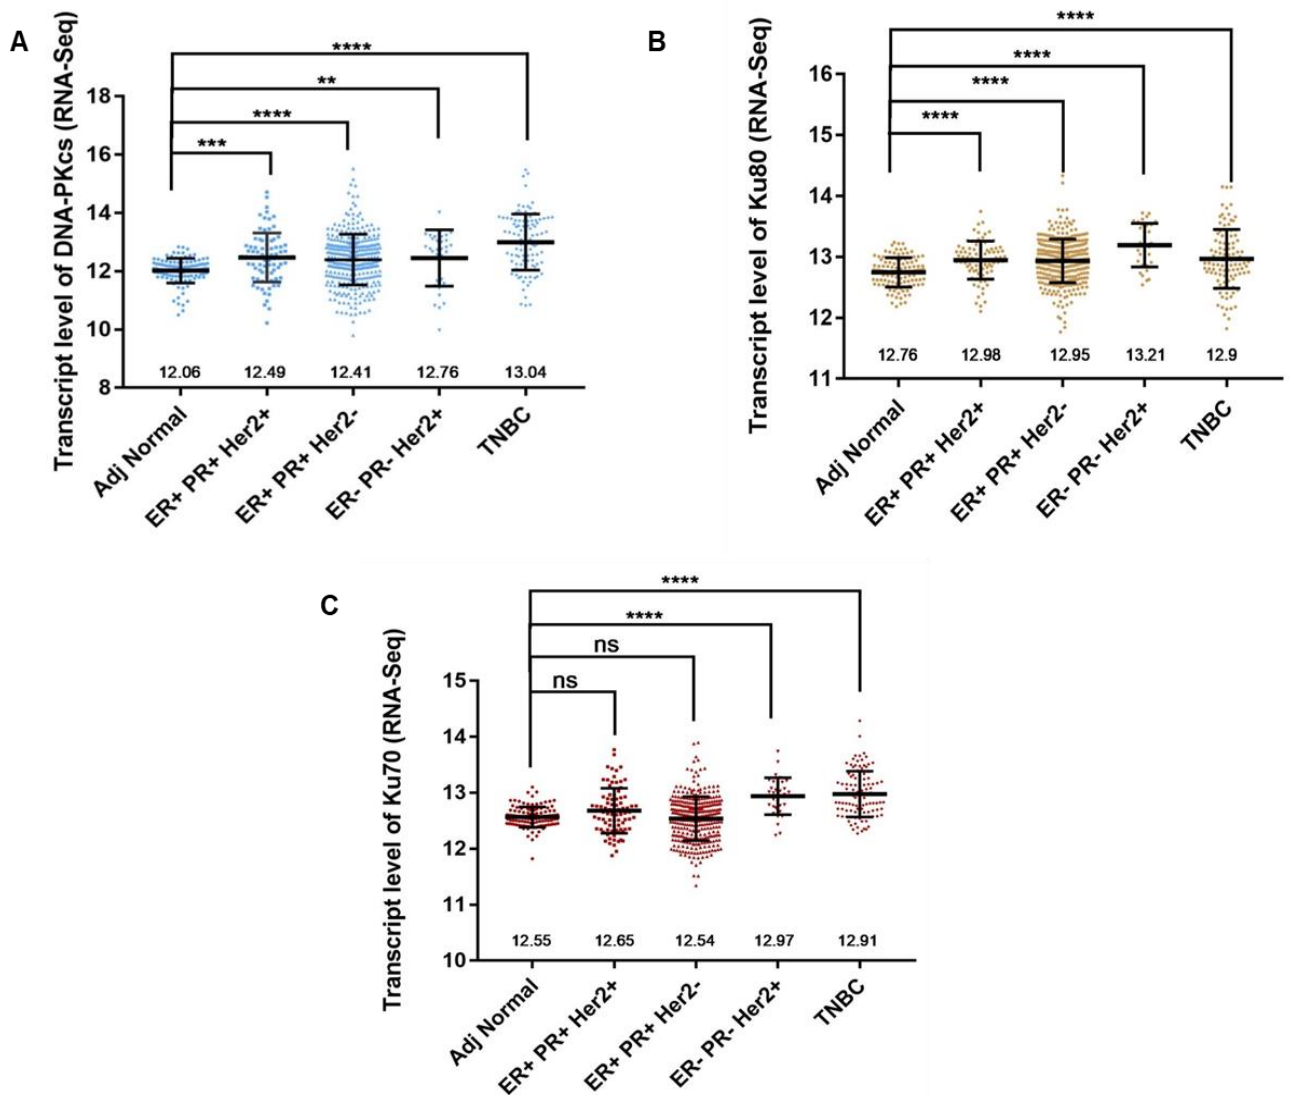 A
Transcript level of DNA-PKcs (RNA-Seq)
****
**
****
***
18
16
14
12
10
8
12.06 12.49 12.41 12.76 13.04
Adj Normal
ER+ PR+ Her2+
ER+ PR+ Her2-
ER- PR- Her2+
TNBC
B
Transcript level of Ku80 (RNA-Seq)
****
****
****
****
16
15
14
13
12
11
12.76 12.98 12.95 13.21 12.9
Adj Normal
ER+ PR+ Her2+
ER+ PR+ Her2-
ER- PR- Her2+
TNBC
C
Transcript level of Ku70 (RNA-Seq)
****
****
ns
ns
15
14
13
12
11
10
12.55 12.65 12.54 12.97 12.91
Adj Normal
ER+ PR+ Her2+
ER+ PR+ Her2-
ER- PR- Her2+
TNBC